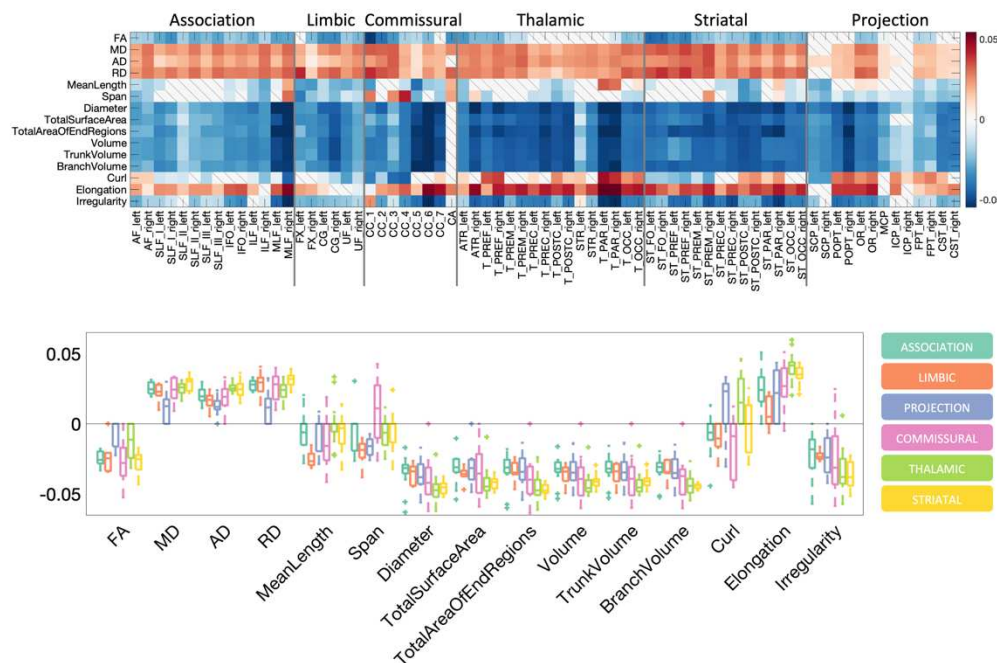 Association Limbic Commissural Thalamic Striatal Projection
FA
MD
AD
RD
MeanLength
Span
Diameter
TotalSurfaceArea
TotalAreaOfEndRegions
Volume
TrunkVolume
BranchVolume
Curl
Elongation
Irregularity
0.05
0
-0.0
AF_left
AF_right
SLF_I_left
SLF_I_right
SLF_II_left
SLF_II_right
SLF_III_left
SLF_III_right
IFO_left
IFO_right
ILF_left
ILF_right
MLF_left
MLF_right
FX_left
FX_right
CG_left
CG_right
UF_left
UF_right
CC_1
CC_2
CC_3
CC_4
CC_5
CC_6
CC_7
CA
ATR_left
ATR_right
T_PREF_left
T_PREF_right
T_PREM_left
T_PREM_right
T_PREC_left
T_PREC_right
T_POSTC_left
T_POSTC_right
STR_left
STR_right
T_PAR_left
T_PAR_right
T_OCC_left
T_OCC_right
ST_FO_left
ST_FO_right
ST_PREF_left
ST_PREF_right
ST_PREM_left
ST_PREM_right
ST_PREC_left
ST_PREC_right
ST_POSTC_left
ST_POSTC_right
ST_PAR_left
ST_PAR_right
ST_OCC_left
ST_OCC_right
SCP_left
SCP_right
POPT_left
POPT_right
OR_left
OR_right
MCP
ICP_left
ICP_right
FPT_left
FPT_right
CST_left
CST_right
0.05
0
-0.05
FA
MD
AD
RD
MeanLength
Span
Diameter
TotalSurfaceArea
TotalAreaOfEndRegions
Volume
TrunkVolume
BranchVolume
Curl
Elongation
Irregularity
ASSOCIATION
LIMBIC
PROJECTION
COMMISSURAL
THALAMIC
STRIATAL